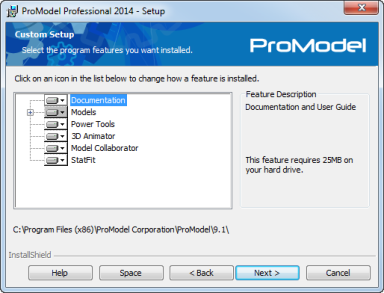 ProModel Professional 2014 - Setup
Custom Setup
Select the program features you want installed.
ProModel
Click on an icon in the list below to change how a feature is installed.
Documentation
Models
Power Tools
3D Animator
Model Collaborator
StatFit
Feature Description
Documentation and User Guide
This feature requires 25MB on
your hard drive.
C:\Program Files (x86)\ProModel Corporation\ProModel\9.1\
InstallShield
Help
Space
< Back
Next >
Cancel